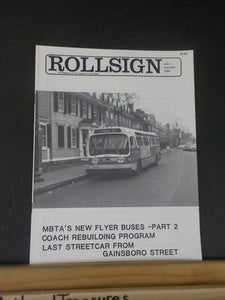 ROLLSIGN
MBTA'S NEW FLYER BUSES -PART 2
COACH REBUILDING PROGRAM
LAST STREETCAR FROM
GAINSBORO STREET